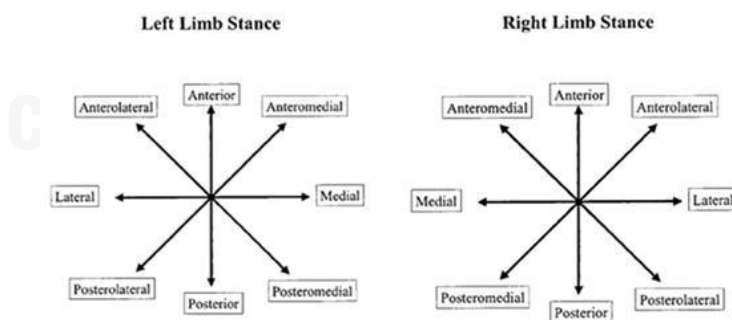 Left Limb Stance
Anterior
Anterolateral
Anteromedial
Lateral
Medial
Posterolateral
Posteromedial
Posterior
Right Limb Stance
Anterior
Anteromedial
Anterolateral
Medial
Lateral
Posteromedial
Posterolateral
Posterior